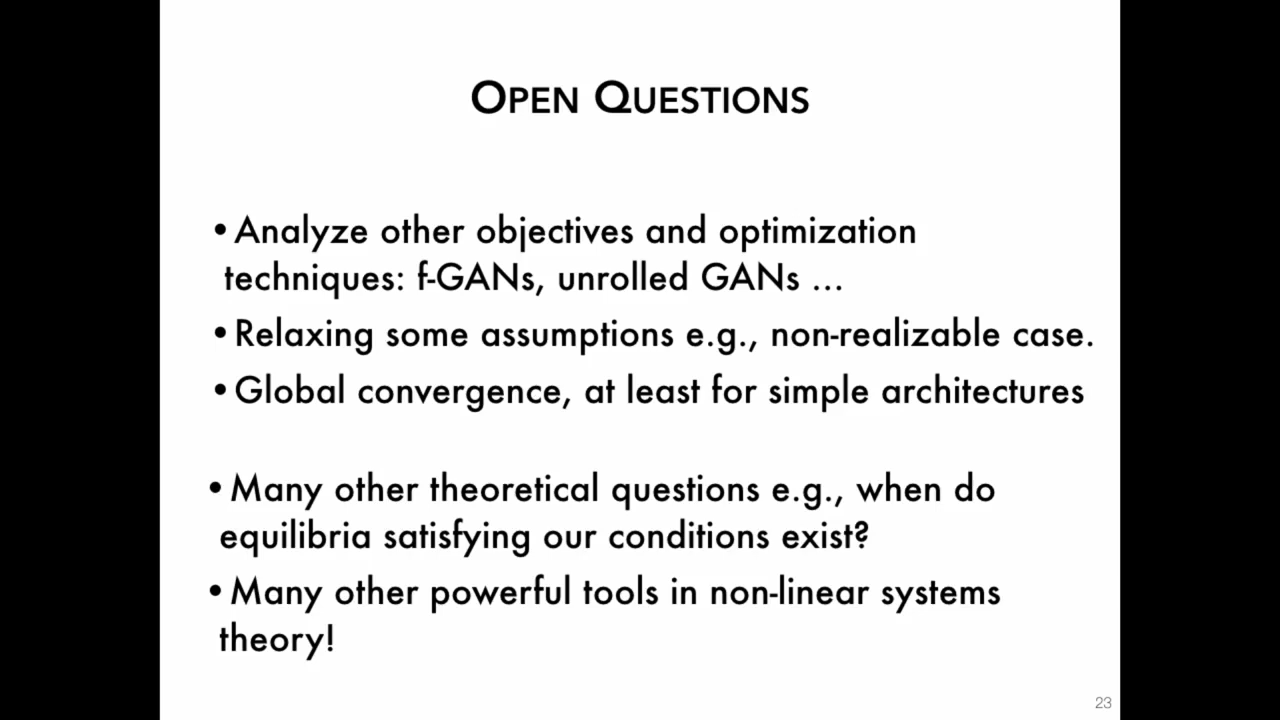 OPEN QUESTIONS
•Analyze other objectives and optimization
techniques: f-GANs, unrolled GANs ...
•Relaxing some assumptions e.g., non-realizable case.
•Global convergence, at least for simple architectures
•Many other theoretical questions e.g., when do
equilibria satisfying our conditions exist?
•Many other powerful tools in non-linear systems
theory!
23